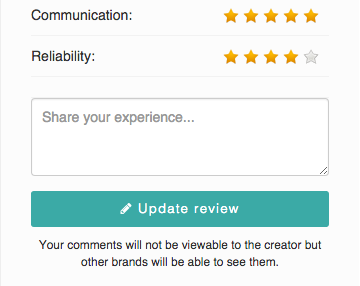 Communication:
Reliability:
Share your experience...
Update review
Your comments will not be viewable to the creator but
other brands will be able to see them.